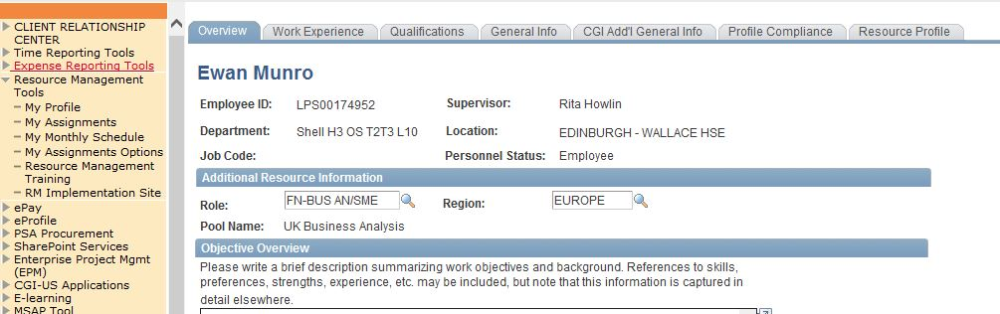 CLIENT RELATIONSHIP
CENTER
Time Reporting Tools
Expense Reporting Tools
Resource Management
Tools
My Profile
My Assignments
My Monthly Schedule
My Assignments Options
Resource Management
Training
RM Implementation Site
ePay
eProfile
PSA Procurement
SharePoint Services
Enterprise Project Mgmt
(EPM)
CGI-US Applications
E-learning
MSAP Tool
Overview Work Experience Qualifications General Info CGI Add'l General Info Profile Compliance Resource Profile
Ewan Munro
Employee ID: LPS00174952 Supervisor: Rita Howlin
Department: Shell H3 OS T2T3 L10 Location: EDINBURGH - WALLACE HSE
Job Code: Personnel Status: Employee
Additional Resource Information
Role: FN-BUS AN/SME Region: EUROPE
Pool Name: UK Business Analysis
Objective Overview
Please write a brief description summarizing work objectives and background. References to skills,
preferences, strengths, experience, etc. may be included, but note that this information is captured in
detail elsewhere.